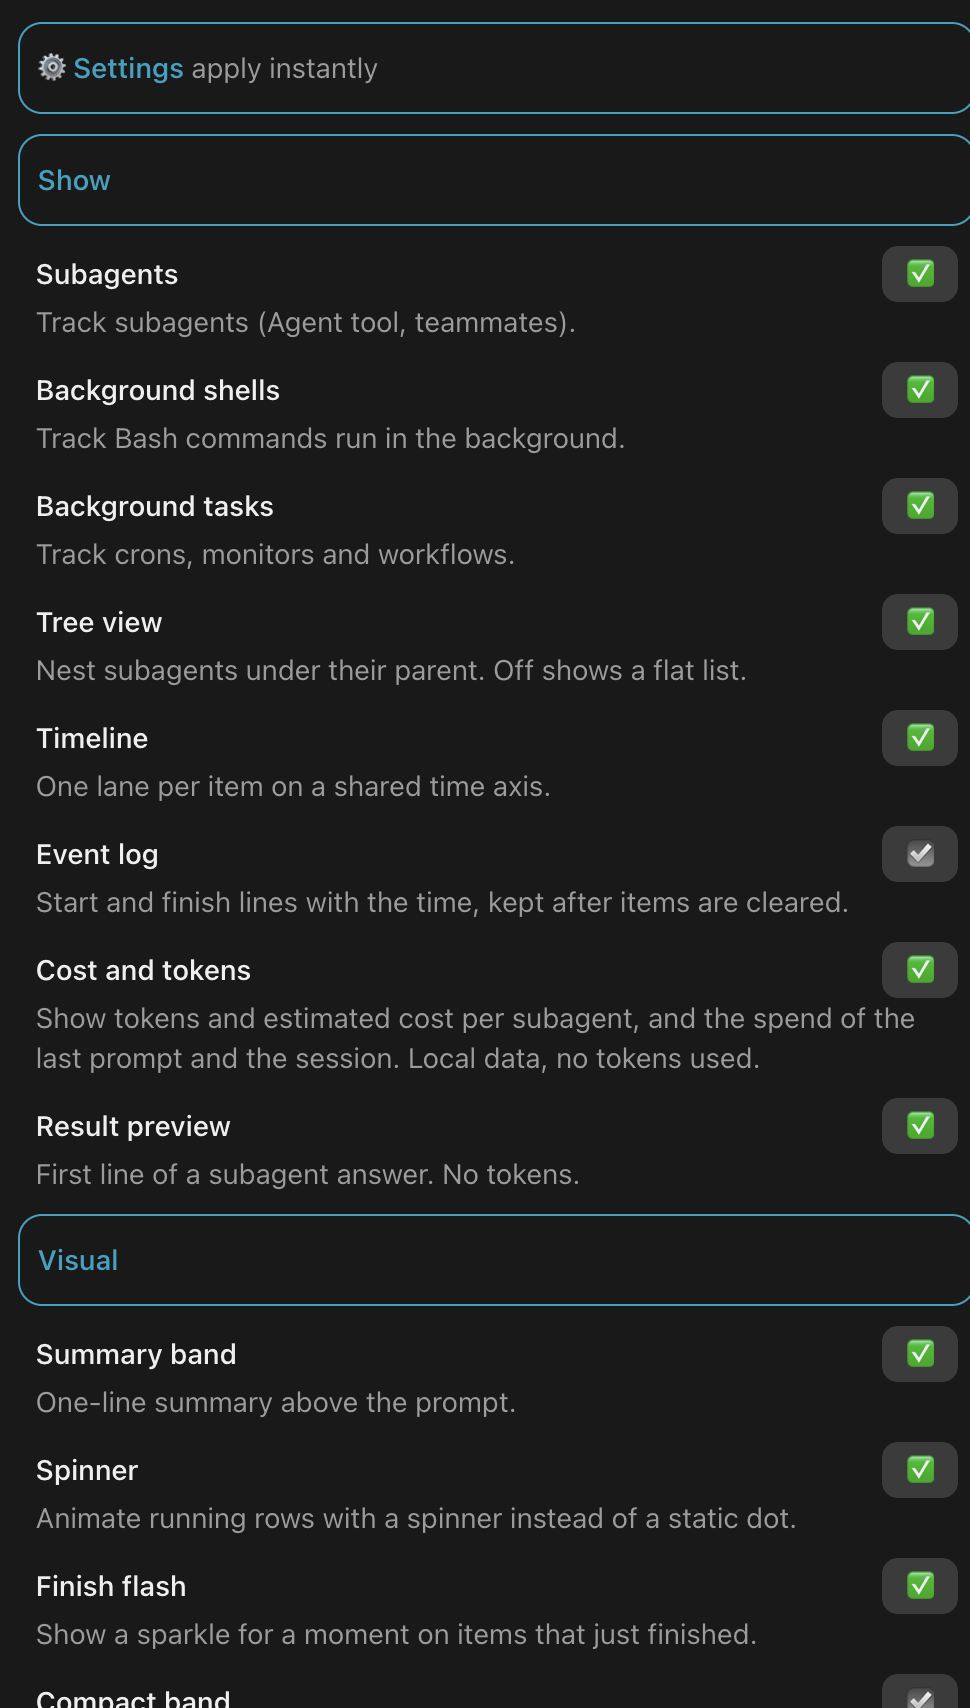 ⚙️ Settings apply instantly
Show
Subagents ✅
Track subagents (Agent tool, teammates).
Background shells ✅
Track Bash commands run in the background.
Background tasks ✅
Track crons, monitors and workflows.
Tree view ✅
Nest subagents under their parent. Off shows a flat list.
Timeline ✅
One lane per item on a shared time axis.
Event log ☑️
Start and finish lines with the time, kept after items are cleared.
Cost and tokens ✅
Show tokens and estimated cost per subagent, and the spend of the
last prompt and the session. Local data, no tokens used.
Result preview ✅
First line of a subagent answer. No tokens.
Visual
Summary band ✅
One-line summary above the prompt.
Spinner ✅
Animate running rows with a spinner instead of a static dot.
Finish flash ✅
Show a sparkle for a moment on items that just finished.
Compact band ☑️